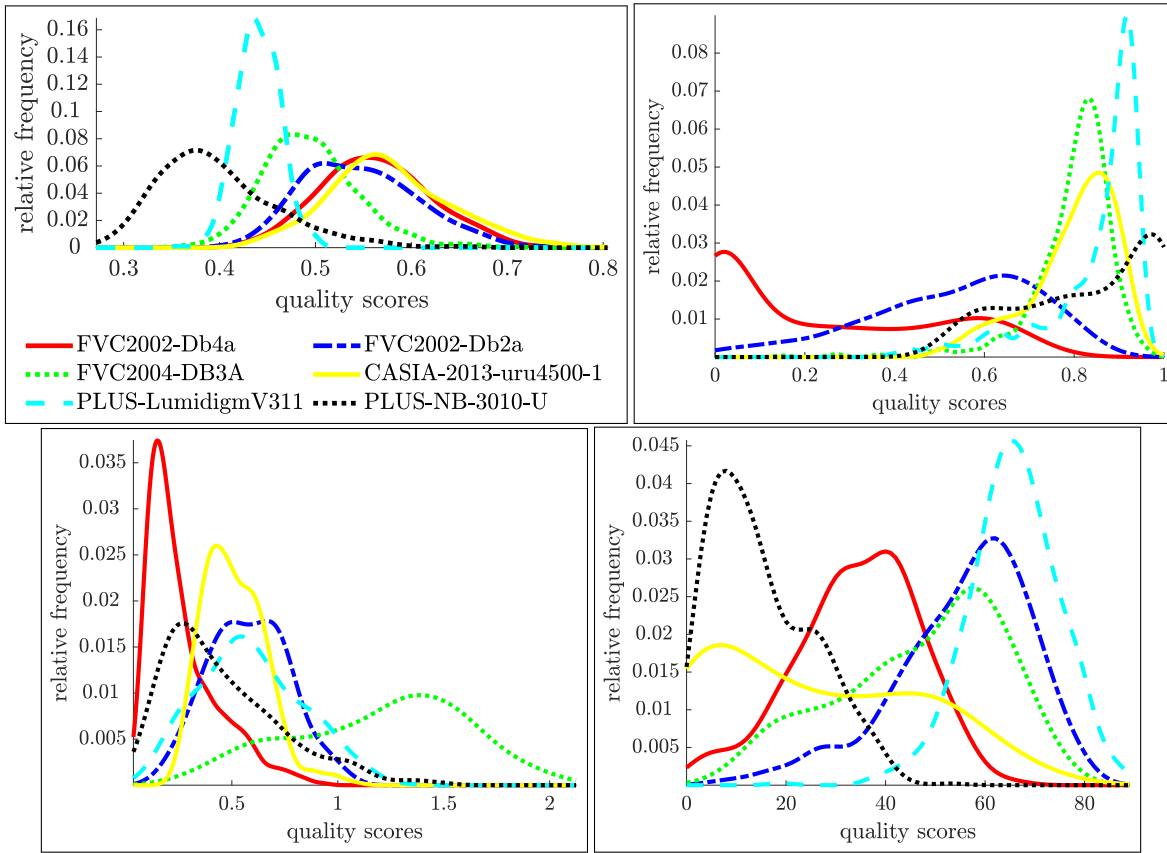 relative frequency
0.16
0.14
0.12
0.1
0.08
0.06
0.04
0.02
0
0.3 0.4 0.5 0.6 0.7 0.8
quality scores
FVC2002-Db4a FVC2002-Db2a
FVC2004-DB3A CASIA-2013-uru4500-1
PLUS-LumidigmV311 PLUS-NB-3010-U
relative frequency
0.08
0.07
0.06
0.05
0.04
0.03
0.02
0.01
0 0.2 0.4 0.6 0.8 1
quality scores
relative frequency
0.035
0.03
0.025
0.02
0.015
0.01
0.005
0.5 1 1.5 2
quality scores
relative frequency
0.045
0.04
0.035
0.03
0.025
0.02
0.015
0.01
0.005
0 20 40 60 80
quality scores